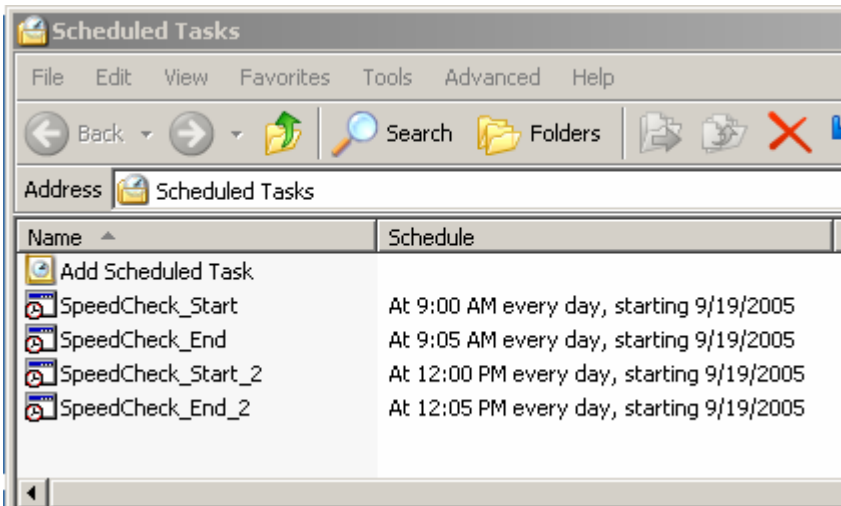 Scheduled Tasks
File Edit View Favorites Tools Advanced Help
Back Search Folders
Address Scheduled Tasks
Name Schedule
Add Scheduled Task
SpeedCheck_Start At 9:00 AM every day, starting 9/19/2005
SpeedCheck_End At 9:05 AM every day, starting 9/19/2005
SpeedCheck_Start_2 At 12:00 PM every day, starting 9/19/2005
SpeedCheck_End_2 At 12:05 PM every day, starting 9/19/2005